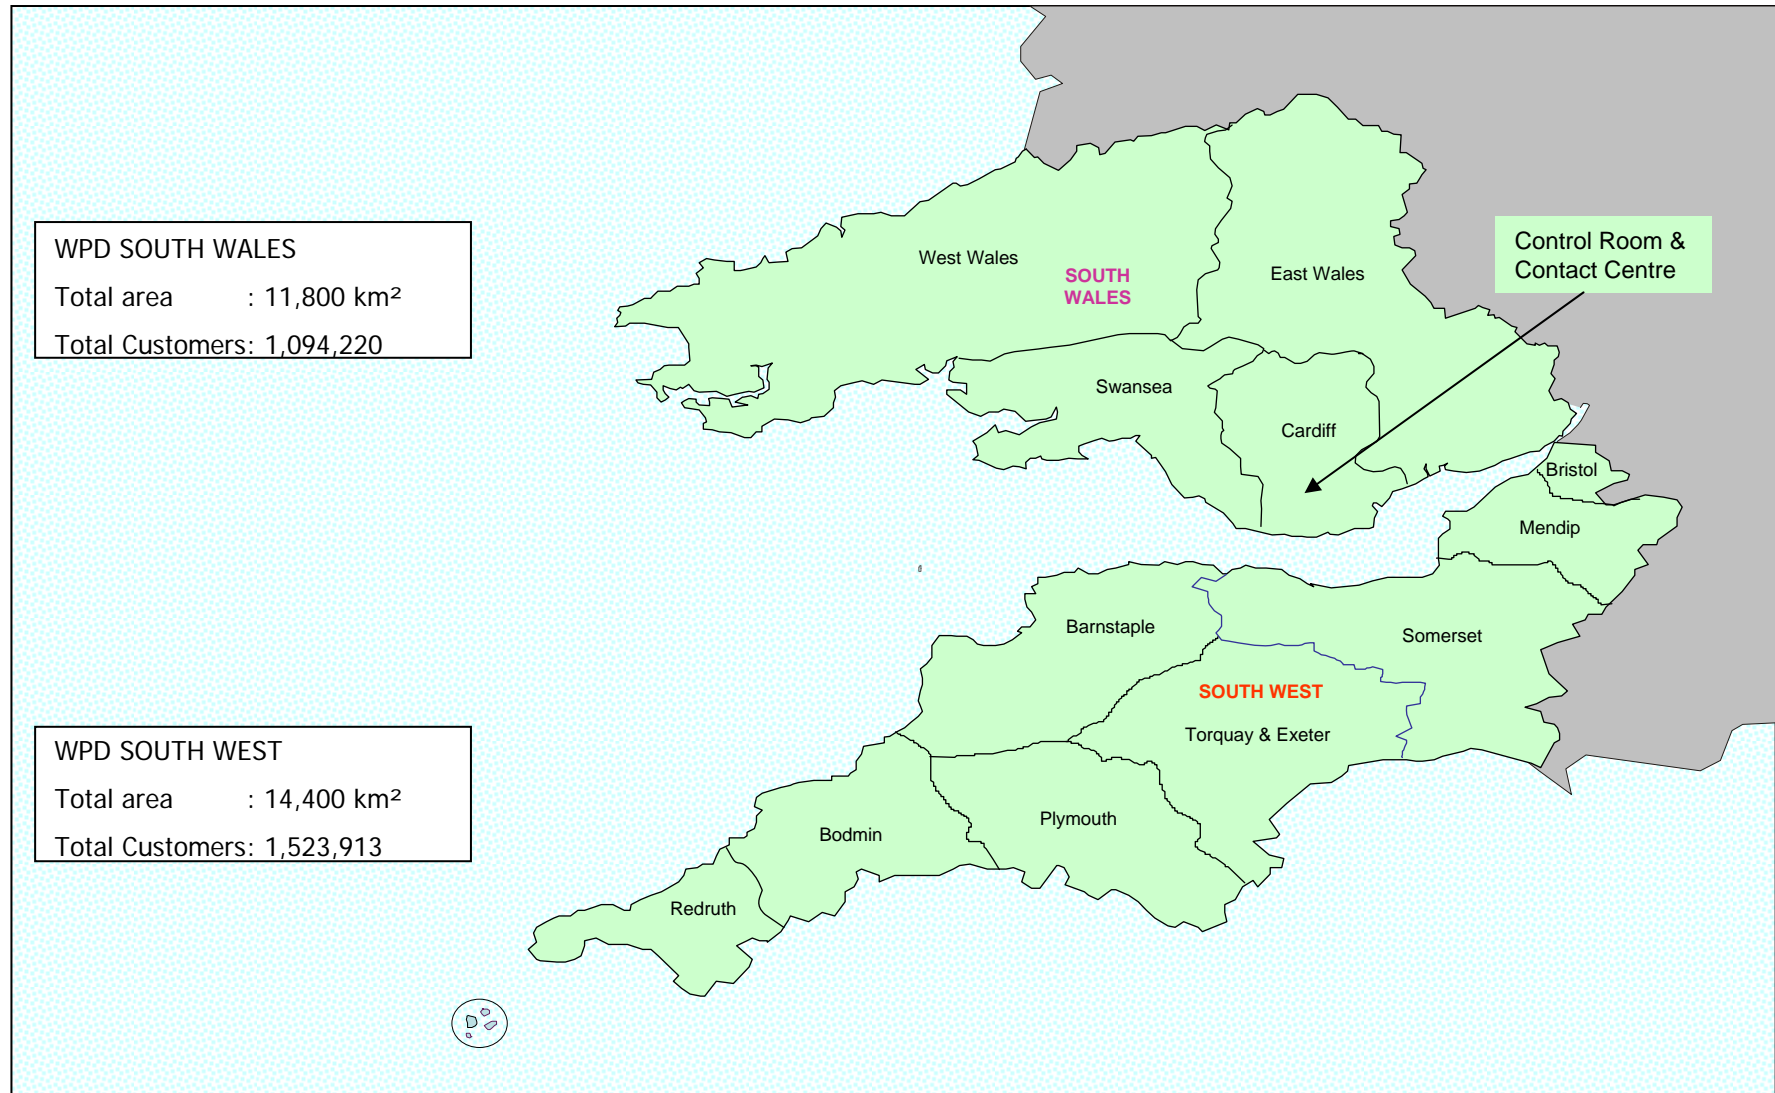 WPD SOUTH WALES
Total area : 11,800 km²
Total Customers: 1,094,220
West Wales
SOUTH
WALES
East Wales
Control Room &
Contact Centre
Swansea
Cardiff
Bristol
Mendip
Barnstaple
Somerset
SOUTH WEST
Torquay & Exeter
WPD SOUTH WEST
Total area : 14,400 km²
Total Customers: 1,523,913
Plymouth
Bodmin
Redruth